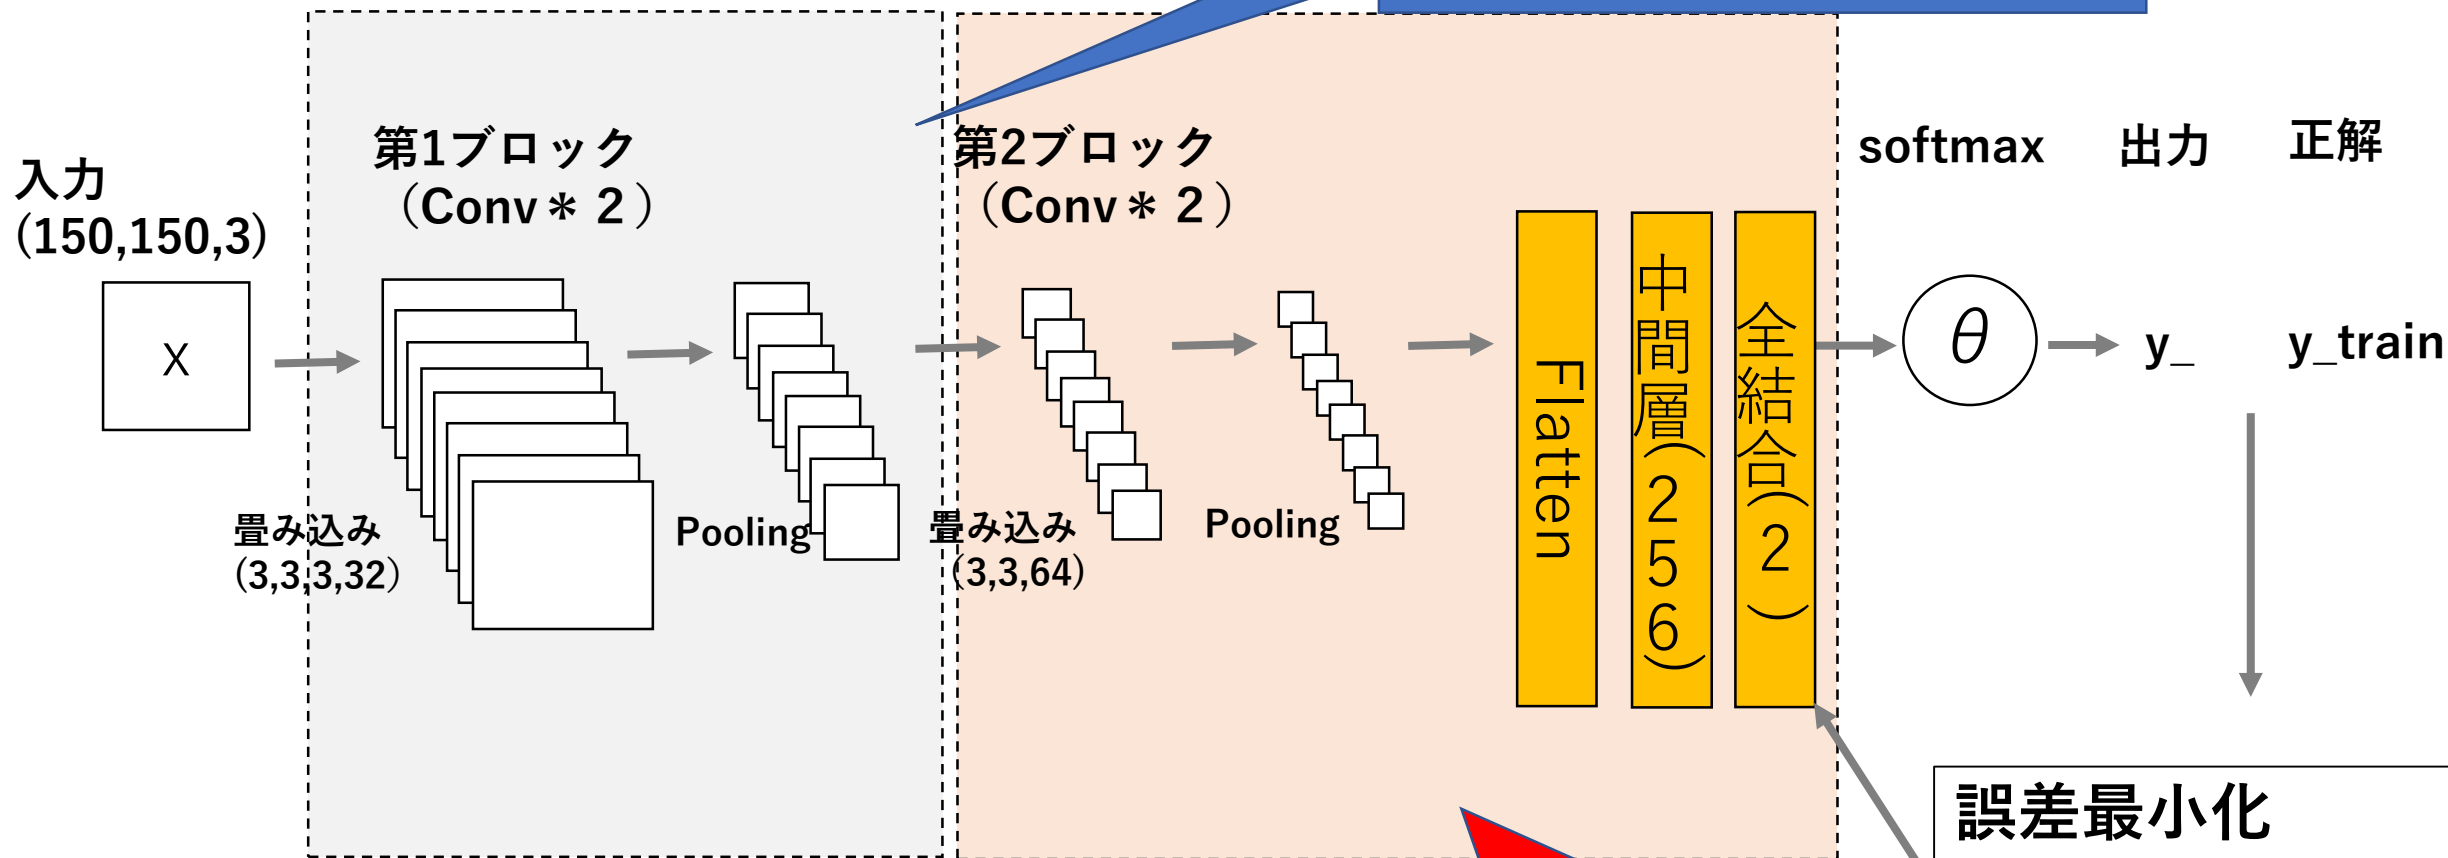 入力
(150,150,3)
X
第1ブロック
（Conv＊２）
畳み込み
（3,3,3,32）
Pooling
第2ブロック
（Conv＊２）
畳み込み
（3,3,64）
Pooling
Flatten
中間層（２５６）
全結合（２）
softmax
θ
出力
y_
正解
y_train
誤差最小化